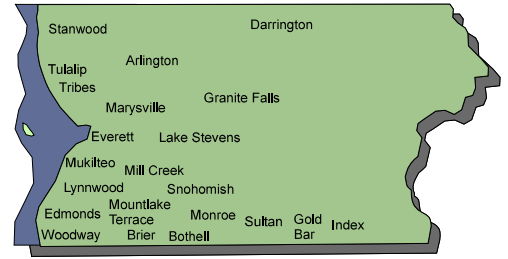 Stanwood
Darrington
Arlington
Tulalip
Tribes
Granite Falls
Marysville
Everett
Lake Stevens
Mukilteo
Mill Creek
Lynnwood
Snohomish
Mountlake
Terrace
Edmonds
Monroe
Sultan
Gold
Bar
Index
Woodway
Brier
Bothell